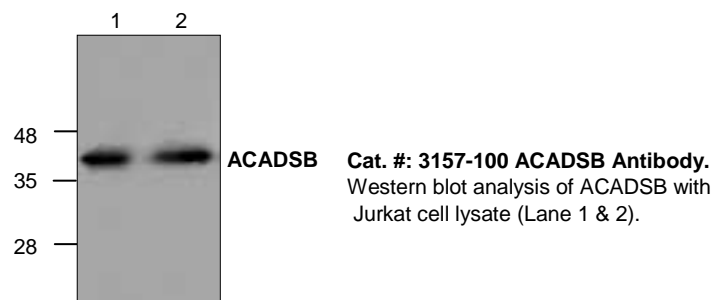 1 2
48
ACADSB
35
28
Cat. #: 3157-100 ACADSB Antibody.
Western blot analysis of ACADSB with
Jurkat cell lysate (Lane 1 & 2).